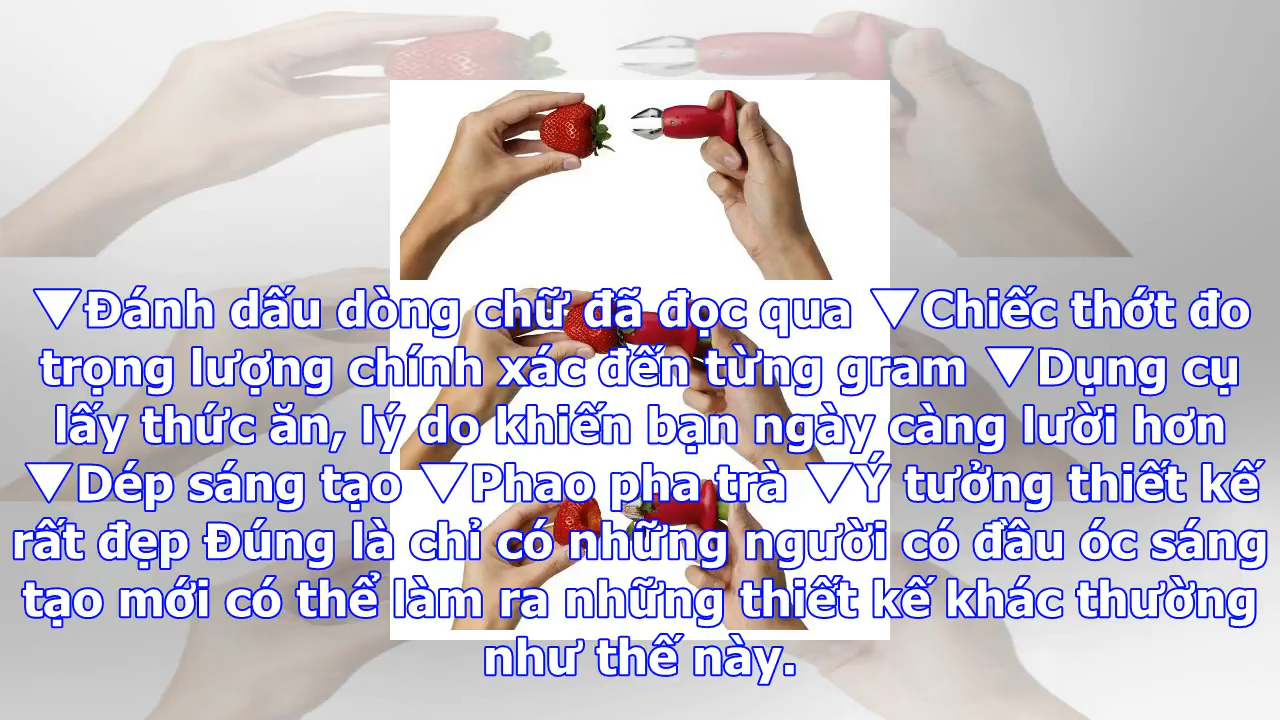 ▼Đánh dấu dòng chữ đã đọc qua ▼Chiếc thớt đo
trọng lượng chính xác đến từng gram ▼Dụng cụ
lấy thức ăn, lý do khiến bạn ngày càng lười hơn
▼Dép sáng tạo ▼Phao pha trà ▼Ý tưởng thiết kế
rất đẹp Đúng là chỉ có những người có đầu óc sáng
tạo mới có thể làm ra những thiết kế khác thường
như thế này.